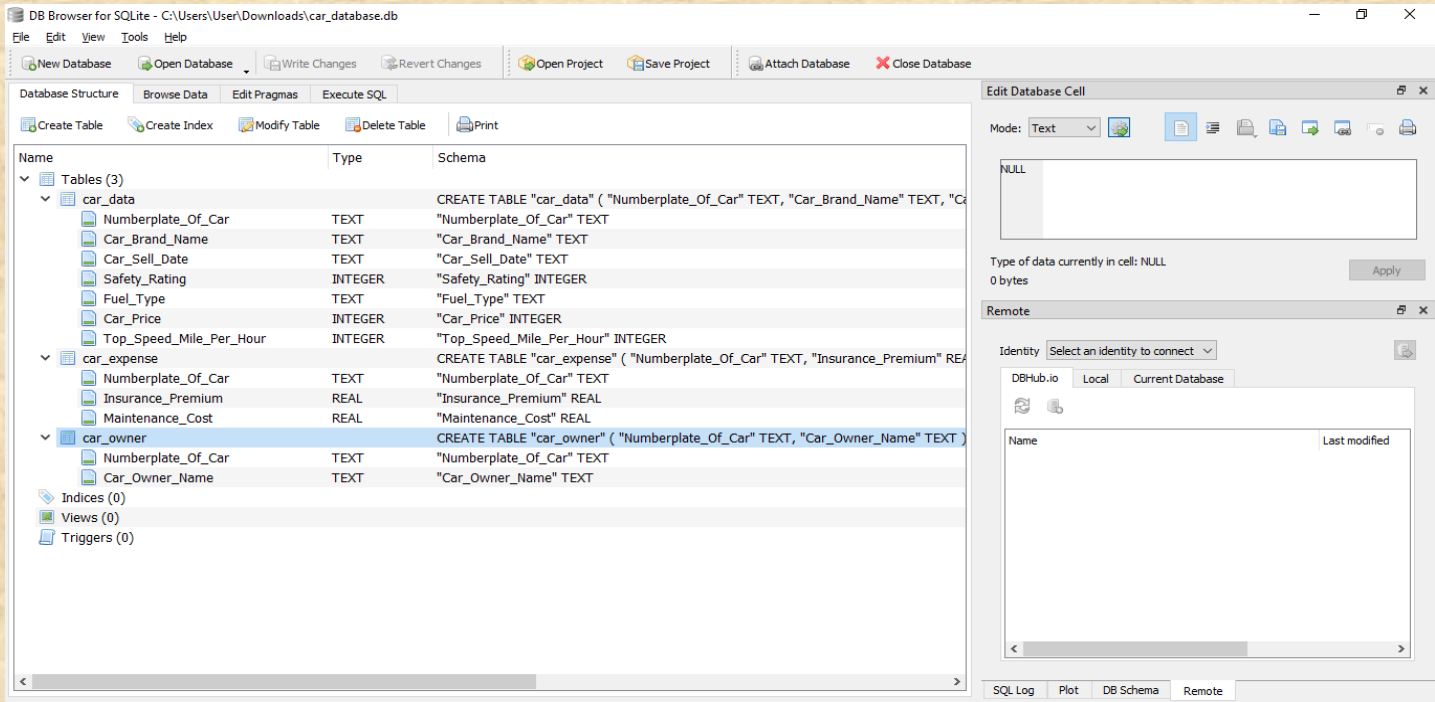 DB Browser for SQLite - C:\Users\User\Downloads\car_database.db
File Edit View Tools Help
New Database Open Database Write Changes Revert Changes Open Project Save Project Attach Database Close Database
Database Structure Browse Data Edit Pragmas Execute SQL
Create Table Create Index Modify Table Delete Table Print
Name Type Schema
Tables (3)
car_data CREATE TABLE "car_data" ( "Numberplate_Of_Car" TEXT, "Car_Brand_Name" TEXT, "Ca
Numberplate_Of_Car TEXT "Numberplate_Of_Car" TEXT
Car_Brand_Name TEXT "Car_Brand_Name" TEXT
Car_Sell_Date TEXT "Car_Sell_Date" TEXT
Safety_Rating INTEGER "Safety_Rating" INTEGER
Fuel_Type TEXT "Fuel_Type" TEXT
Car_Price INTEGER "Car_Price" INTEGER
Top_Speed_Mile_Per_Hour INTEGER "Top_Speed_Mile_Per_Hour" INTEGER
car_expense CREATE TABLE "car_expense" ( "Numberplate_Of_Car" TEXT, "Insurance_Premium" REA
Numberplate_Of_Car TEXT "Numberplate_Of_Car" TEXT
Insurance_Premium REAL "Insurance_Premium" REAL
Maintenance_Cost REAL "Maintenance_Cost" REAL
car_owner CREATE TABLE "car_owner" ( "Numberplate_Of_Car" TEXT, "Car_Owner_Name" TEXT )
Numberplate_Of_Car TEXT "Numberplate_Of_Car" TEXT
Car_Owner_Name TEXT "Car_Owner_Name" TEXT
Indices (0)
Views (0)
Triggers (0)
Edit Database Cell
Mode: Text
NULL
Type of data currently in cell: NULL
0 bytes
Apply
Remote
Identity Select an identity to connect
DBHub.io Local Current Database
Name Last modified
SQL Log Plot DB Schema Remote